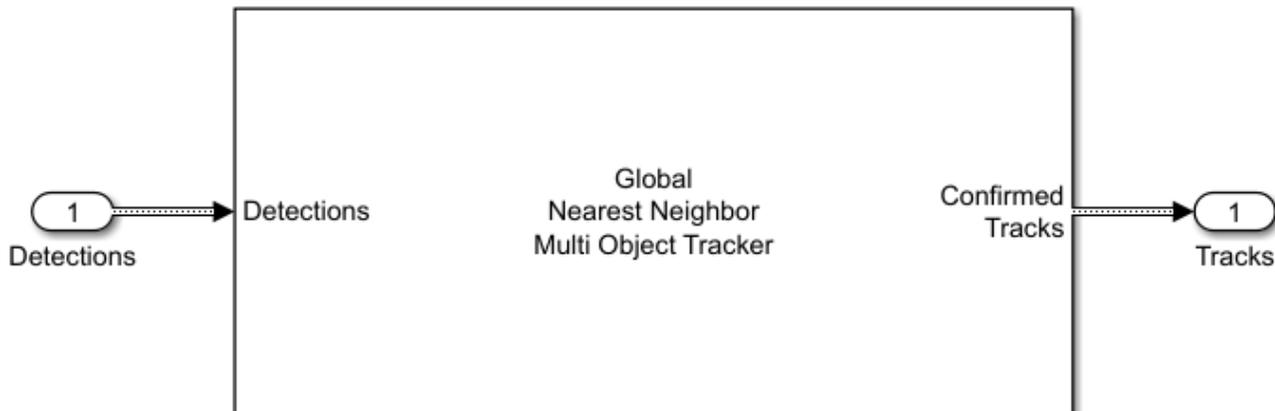 1
Detections
Detections
Global
Nearest Neighbor
Multi Object Tracker
Confirmed
Tracks
1
Tracks